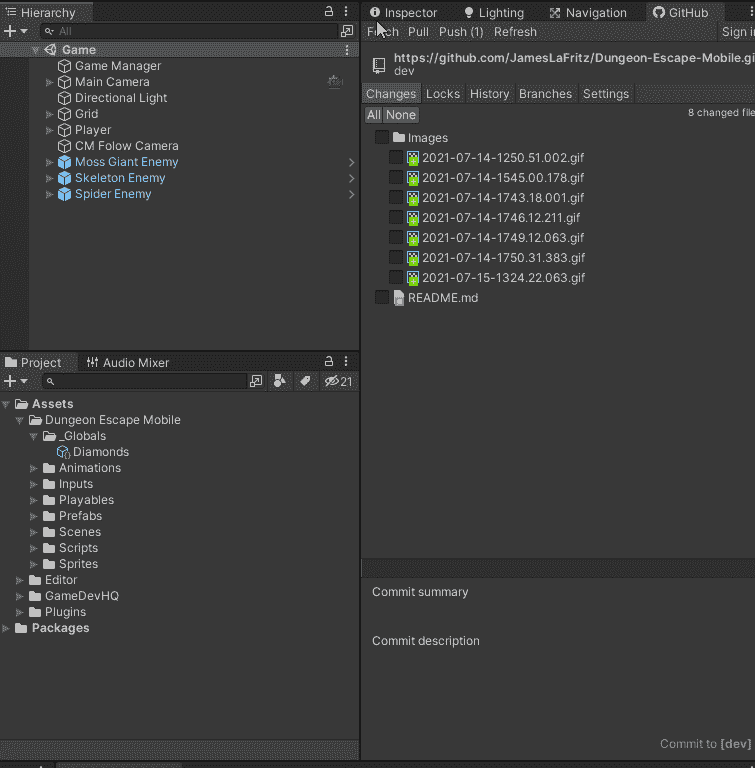 Hierarchy
All
Game
Game Manager
Main Camera
Directional Light
Grid
Player
CM Folow Camera
Moss Giant Enemy
Skeleton Enemy
Spider Enemy
Project Audio Mixer
21
Assets
Dungeon Escape Mobile
_Globals
Diamonds
Animations
Inputs
Playables
Prefabs
Scenes
Scripts
Sprites
Editor
GameDevHQ
Plugins
Packages
Inspector Lighting Navigation GitHub
Fetch Pull Push (1) Refresh Sign i
https://github.com/JamesLaFritz/Dungeon-Escape-Mobile.gi
dev
Changes Locks History Branches Settings
All None 8 changed file
Images
2021-07-14-1250.51.002.gif
2021-07-14-1545.00.178.gif
2021-07-14-1743.18.001.gif
2021-07-14-1746.12.211.gif
2021-07-14-1749.12.063.gif
2021-07-14-1750.31.383.gif
2021-07-15-1324.22.063.gif
README.md
Commit summary
Commit description
Commit to [dev]